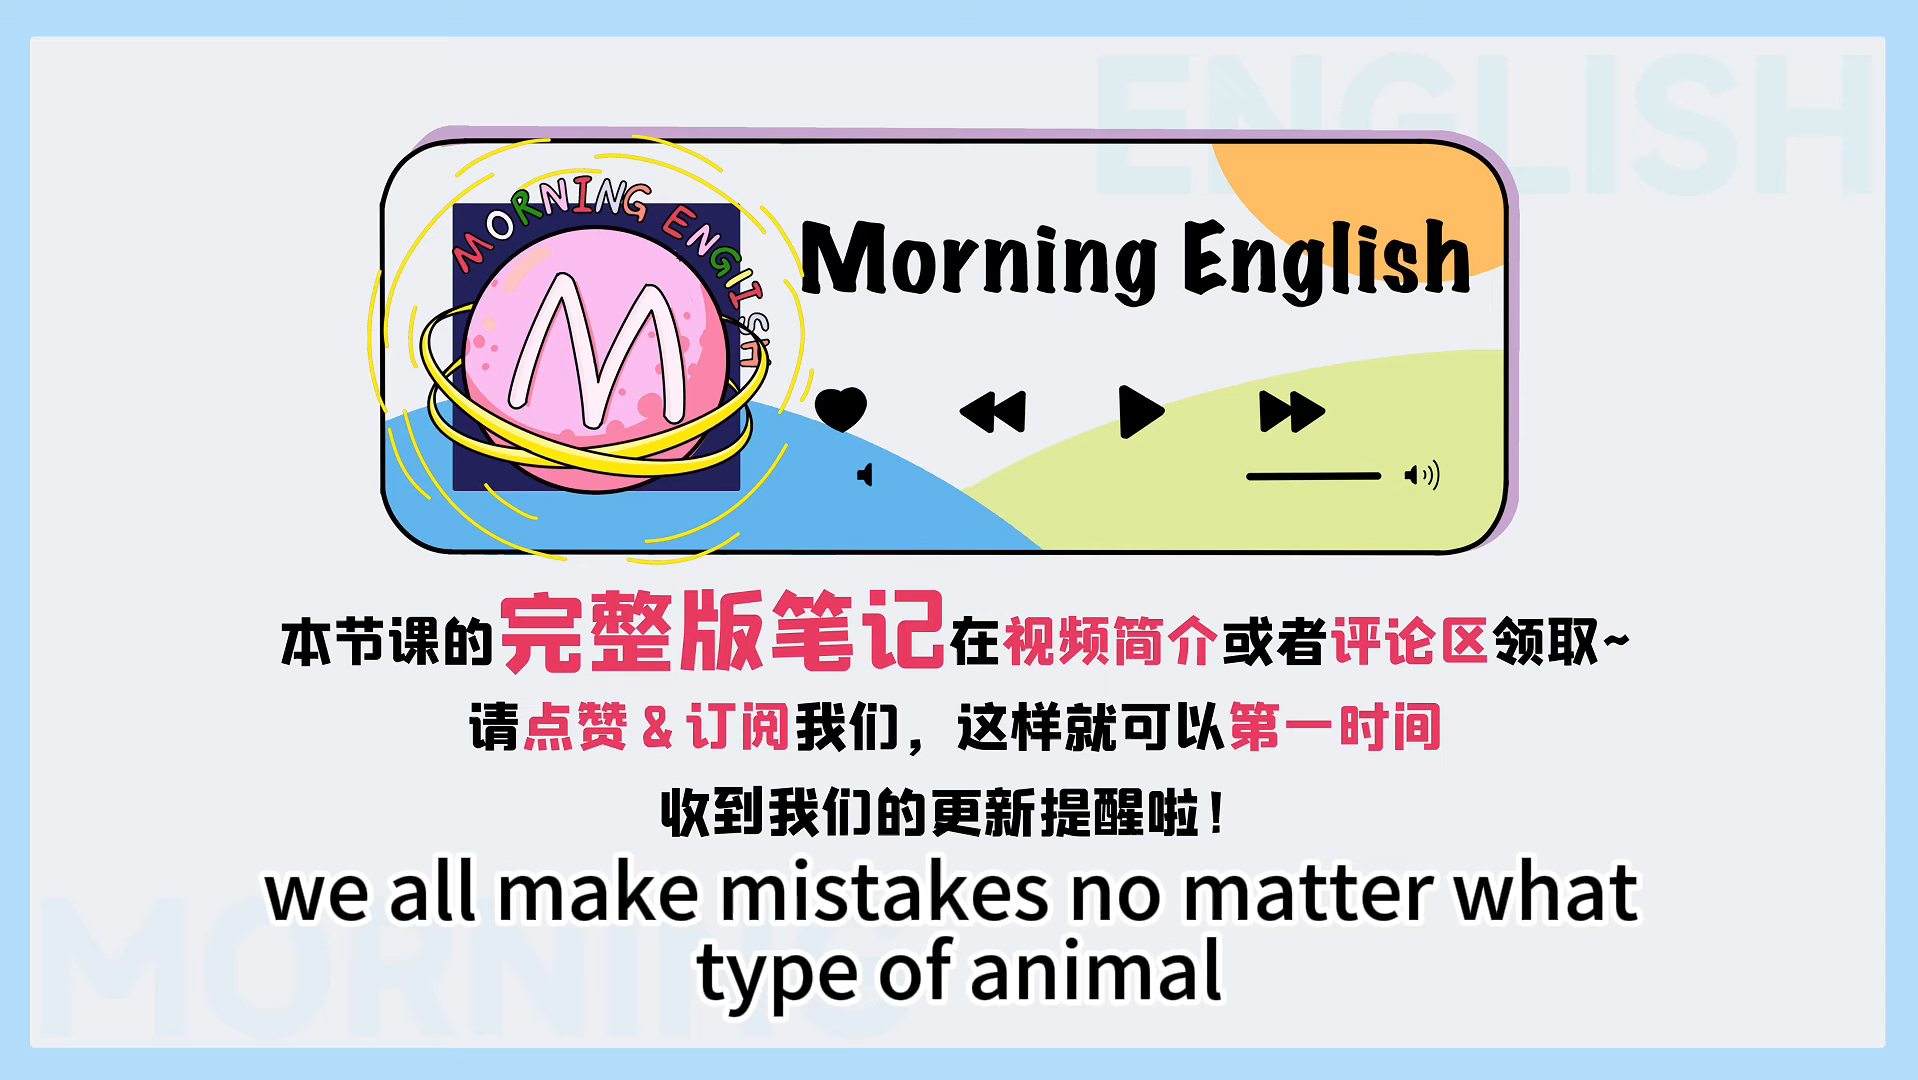 ENGLISH
MORNING ENGLISH
M
Morning English
本节课的完整版笔记在视频简介或者评论区领取~
请点赞&订阅我们，这样就可以第一时间
收到我们的更新提醒啦！
we all make mistakes no matter what
type of animal
MORNING